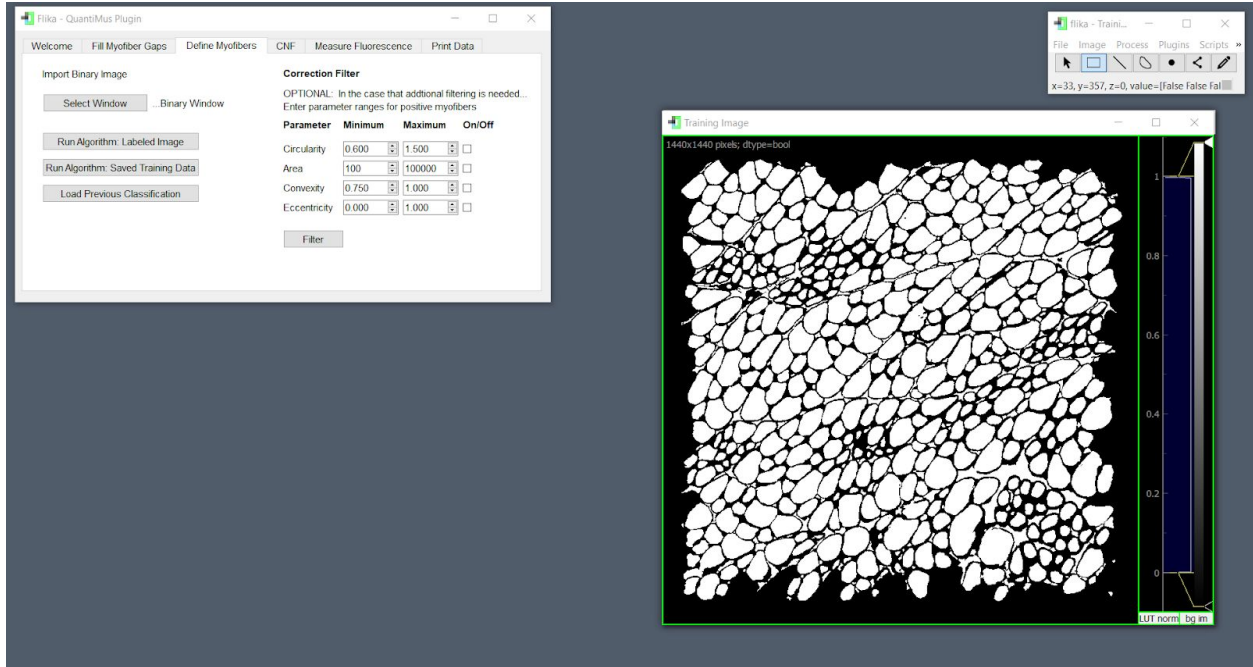 Flika - QuantiMus Plugin
Welcome Fill Myofiber Gaps Define Myofibers CNF Measure Fluorescence Print Data
Import Binary Image
Select Window ...Binary Window
Run Algorithm: Labeled Image
Run Algorithm: Saved Training Data
Load Previous Classification
Correction Filter
OPTIONAL: In the case that addtional filtering is needed...
Enter parameter ranges for positive myofibers
Parameter Minimum Maximum On/Off
Circularity 0.600 1.500
Area 100 100000
Convexity 0.750 1.000
Eccentricity 0.000 1.000
Filter
flika - Traini...
File Image Process Plugins Scripts »
x=33, y=357, z=0, value=[False False Fal
Training Image
1440x1440 pixels; dtype=bool
1
0.8
0.6
0.4
0.2
0
LUT norm bg im